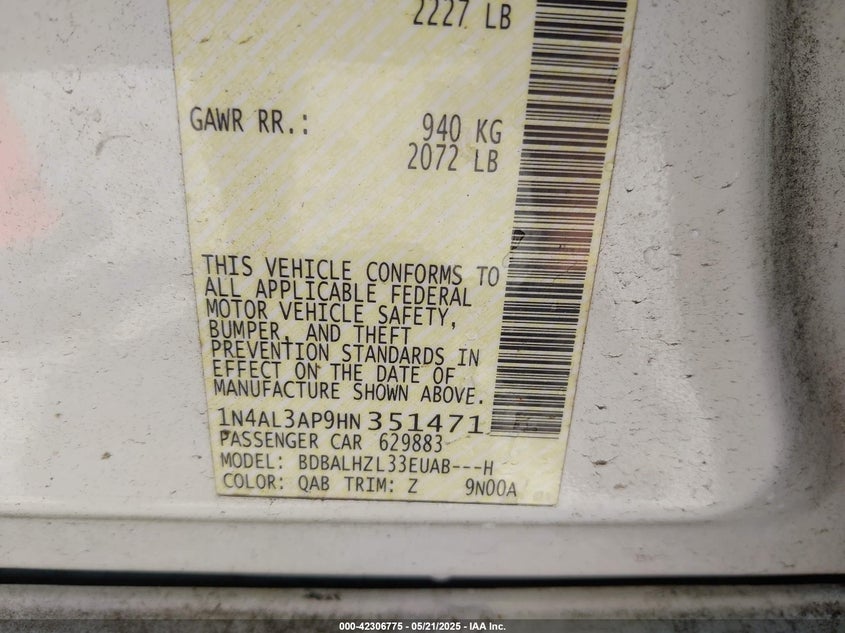 2227 LB
GAWR RR.: 940 KG
2072 LB
THIS VEHICLE CONFORMS TO
ALL APPLICABLE FEDERAL
MOTOR VEHICLE SAFETY,
BUMPER, AND THEFT
PREVENTION STANDARDS IN
EFFECT ON THE DATE OF
MANUFACTURE SHOWN ABOVE.
1N4AL3AP9HN351471
PASSENGER CAR 629883
MODEL: BDBALHZL33EUAB---H
COLOR: QAB TRIM: Z 9N00A
000-42306775 - 05/21/2025 - IAA Inc.